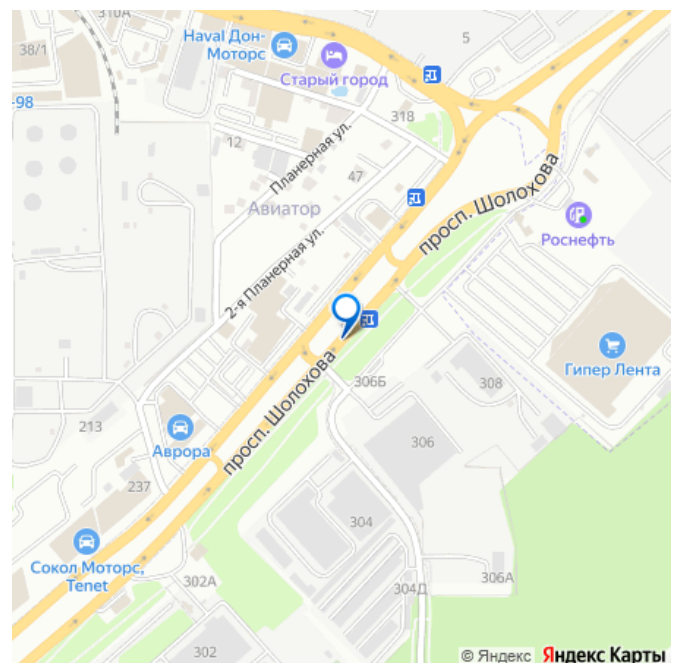 310А
38/1
Haval Дон-
Моторс
Старый город
5
-98
318
12
Планерная ул.
47
Авиатор
просп. Шолохова
Роснефть
2-я Планерная ул.
Гипер Лента
306Б
308
просп. Шолохова
213
Аврора
306
237
304
Сокол Моторс,
Tenet
302А
304Д
306А
302
© Яндекс Яндекс Карты